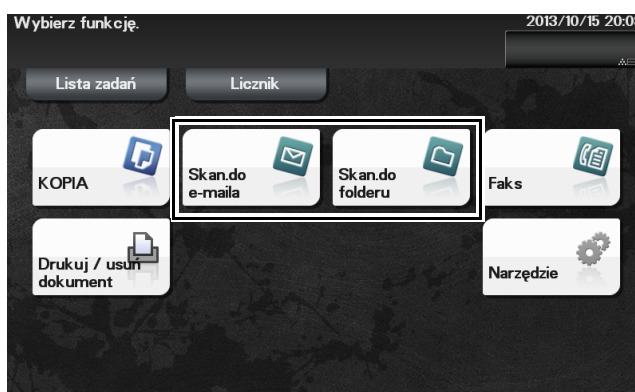 Wybierz funkcję.
2013/10/15 20:0
Lista zadań
Licznik
KOPIA
Skan.do
e-maila
Skan.do
folderu
Faks
Drukuj / usuń
dokument
Narzędzie